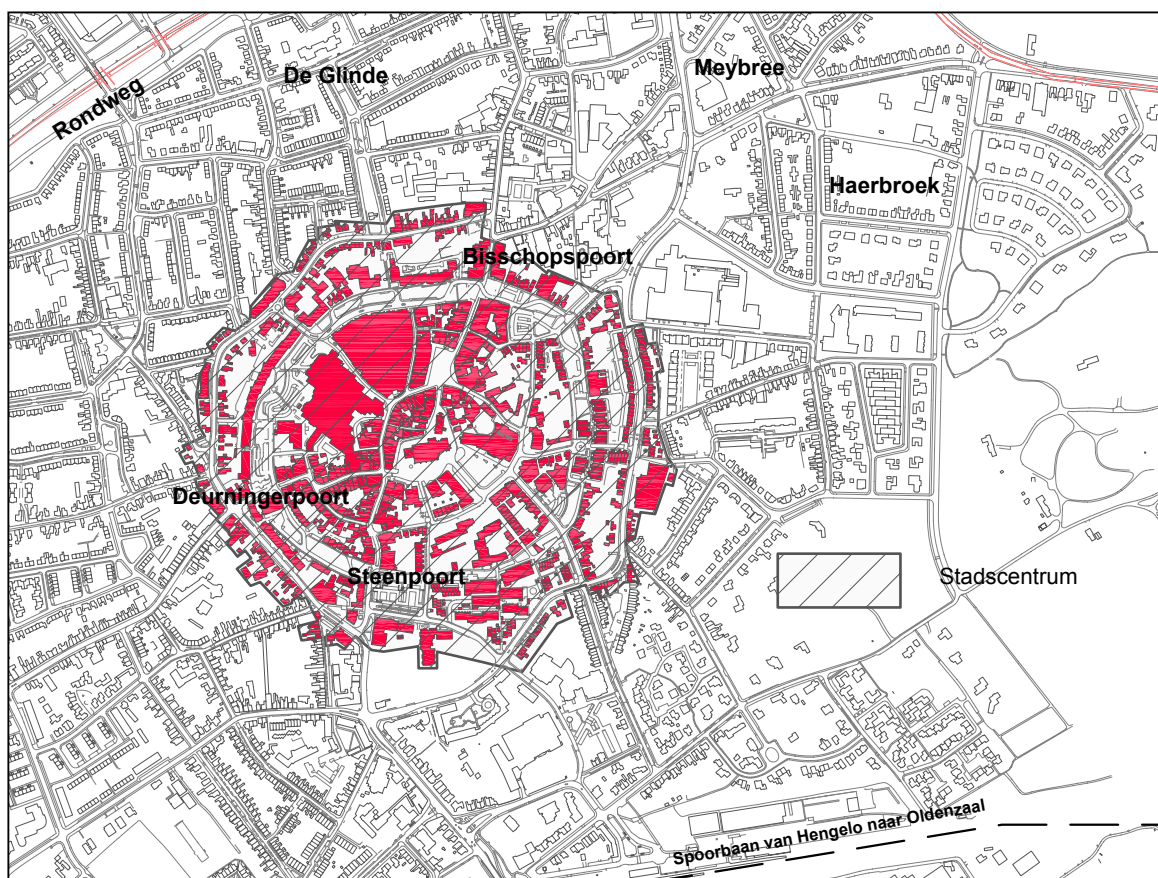 De Glinde
Meybree
Rondweg
Haerbroek
Bisschopspoort
Deurningerpoort
Steenpoort
Stadscentrum
Spoorbaan van Hengelo naar Oldenzaal